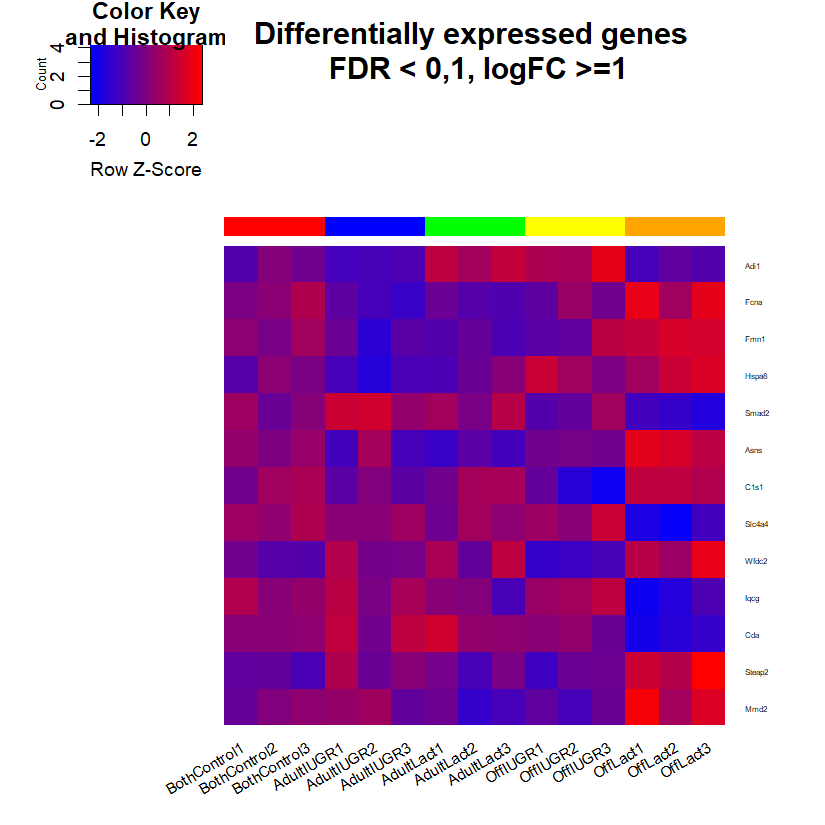 Color Key
and Histogram
Differentially expressed genes
FDR < 0,1, logFC >=1
Count
0 2 4
-2 0 2
Row Z-Score
Adi1
Fcna
Fmn1
Hspa8
Smad2
Asns
C1s1
Slc4a4
Wfdc2
Iqcg
Cda
Steap2
Mmd2
BothControl1
BothControl2
BothControl3
AdultIUGR1
AdultIUGR2
AdultIUGR3
AdultLact1
AdultLact2
AdultLact3
OffIUGR1
OffIUGR2
OffIUGR3
OffLact1
OffLact2
OffLact3